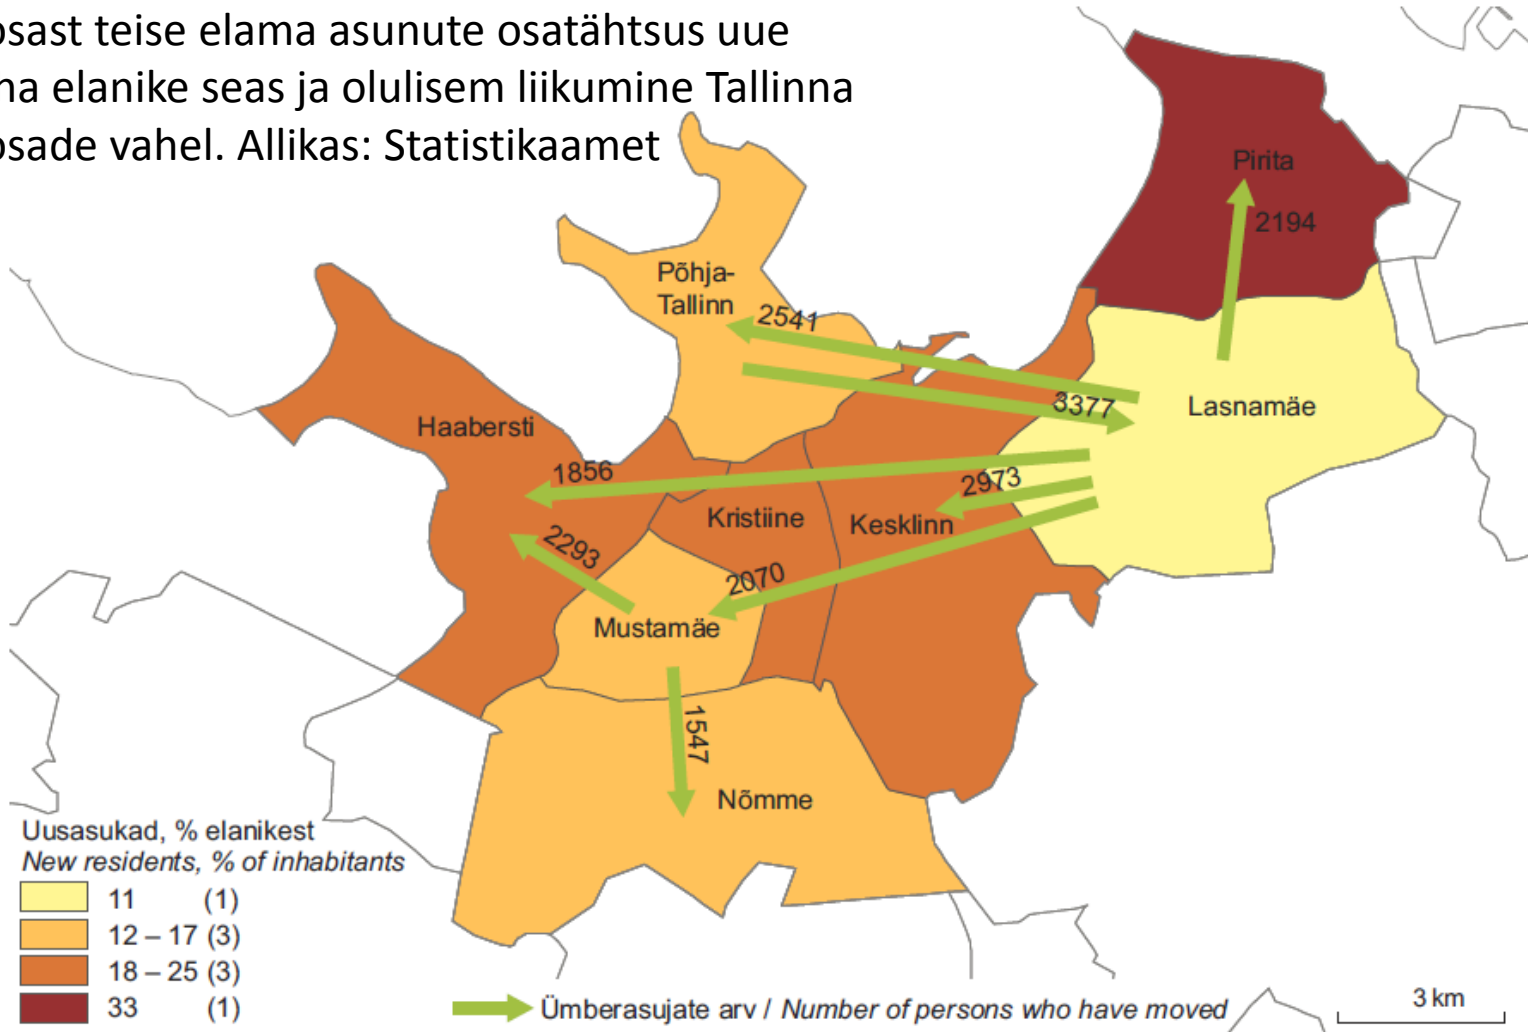 osast teise elama asunute osatähtsus uue
na elanike seas ja olulisem liikumine Tallinna
osade vahel. Allikas: Statistikaamet
Pirita
2194
Põhja-
Tallinn
2541
3377
Lasnamäe
Haabersti
1856
2973
Kristiine
Kesklinn
2293
2070
Mustamäe
1547
Nõmme
Uusasukad, % elanikest
New residents, % of inhabitants
11 (1)
12 – 17 (3)
18 – 25 (3)
33 (1)
Ümberasujate arv / Number of persons who have moved
3 km